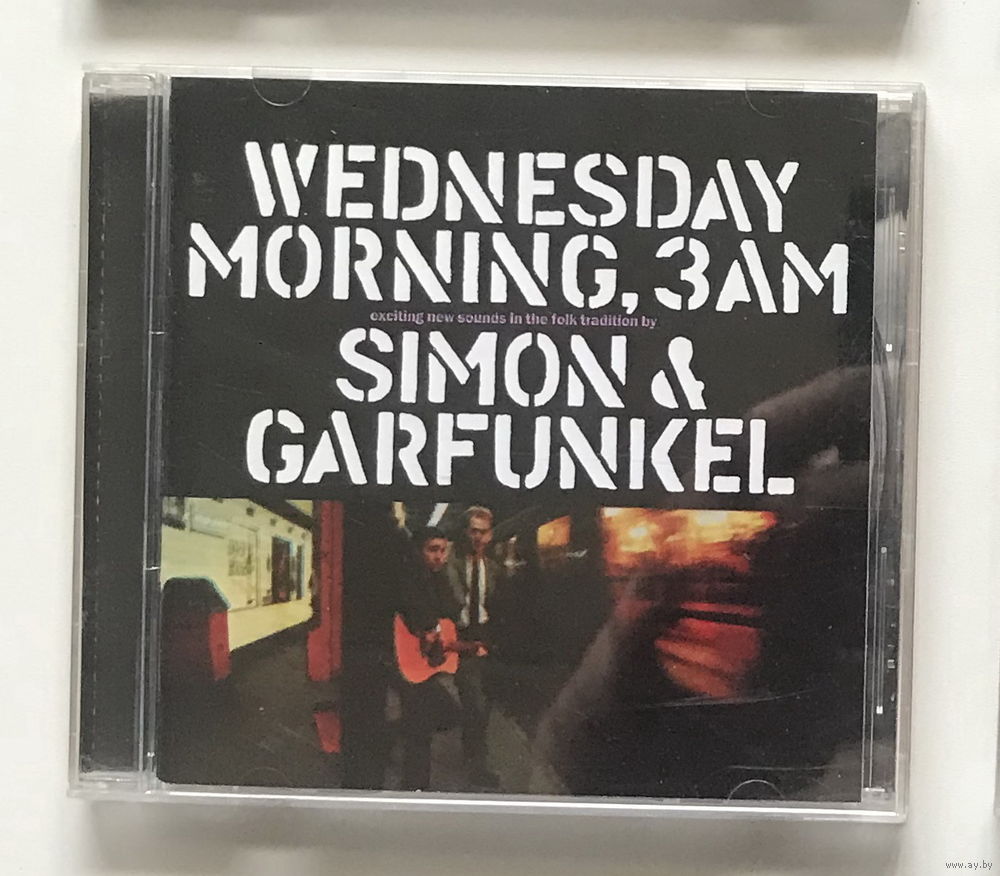 WEDNESDAY
MORNING, 3AM
exciting new sounds in the folk tradition by
SIMON &
GARFUNKEL
www.ay.by